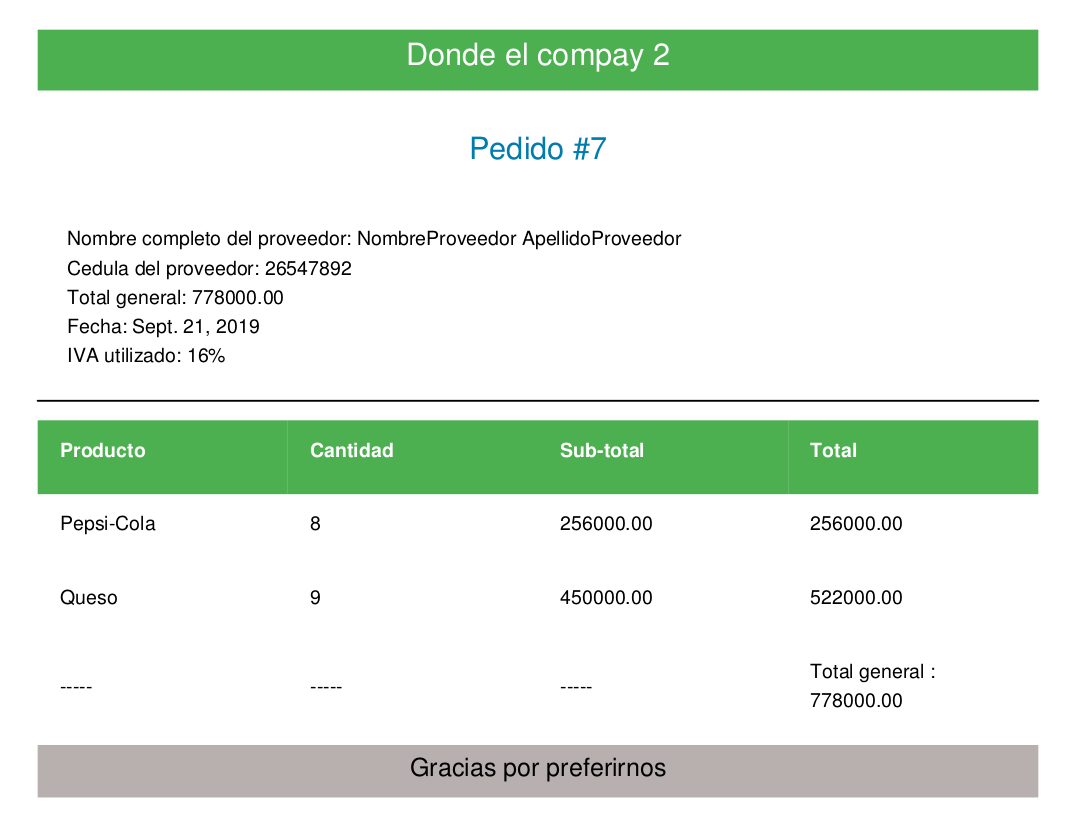 Donde el compay 2
Pedido #7
Nombre completo del proveedor: NombreProveedor ApellidoProveedor
Cedula del proveedor: 26547892
Total general: 778000.00
Fecha: Sept. 21, 2019
IVA utilizado: 16%
Producto Cantidad Sub-total Total
Pepsi-Cola 8 256000.00 256000.00
Queso 9 450000.00 522000.00
----- ----- ----- Total general :
778000.00
Gracias por preferirnos